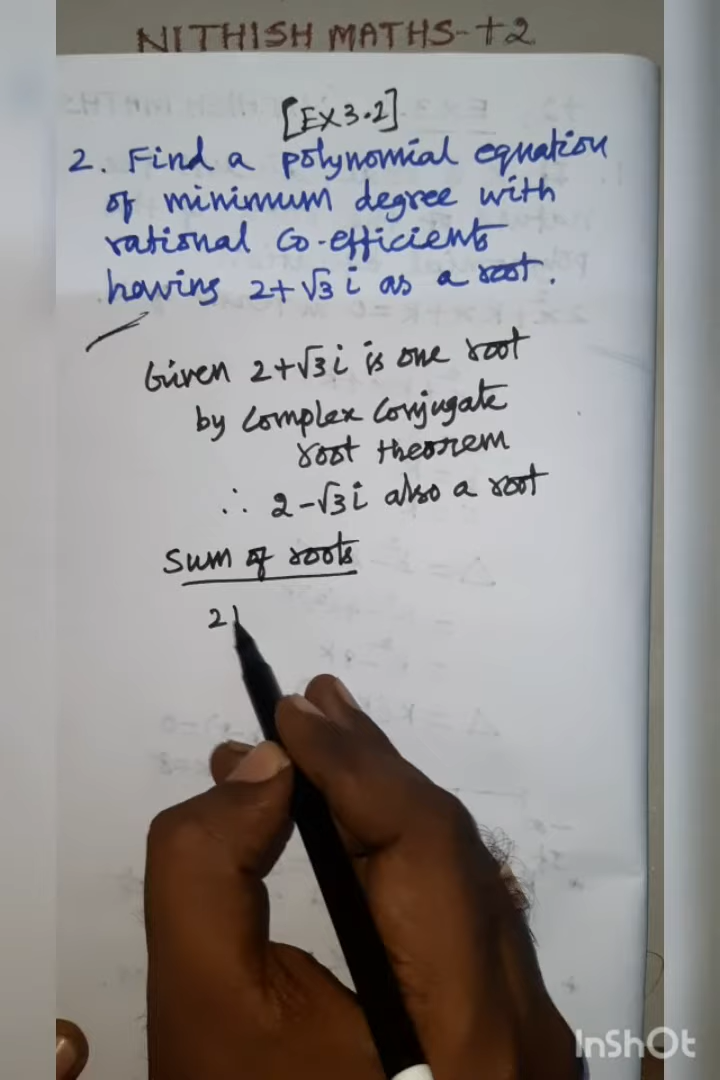 NITHISH MATHS-+2
[EX 3.2]
2. Find a polynomial equation
of minimum degree with
rational Co-efficients
having 2+√3 i as a root.
Given 2+√3 i is one root
by Complex Conjugate
root theorem
∴ 2-√3 i also a root
Sum of roots
2
InShOt